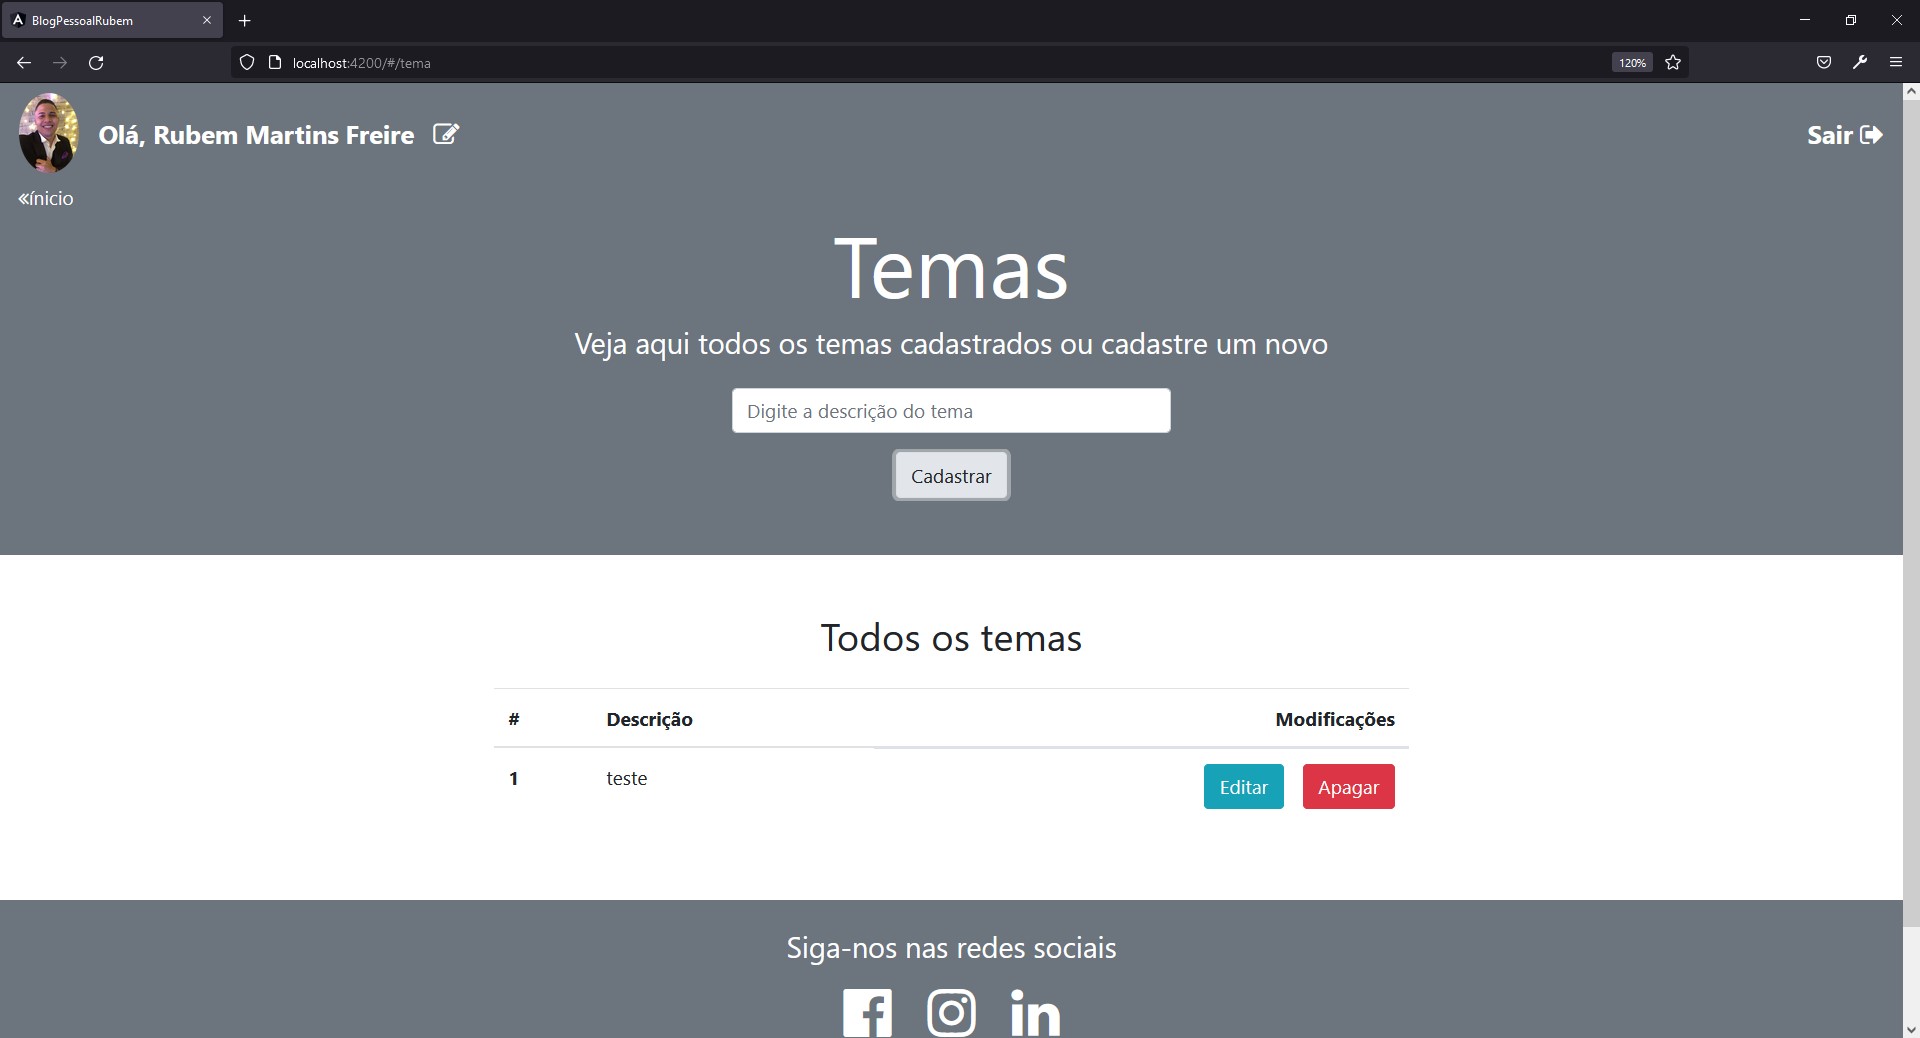 BlogPessoalRubem
localhost:4200/#/tema
120%
Olá, Rubem Martins Freire
Sair
«ínicio
Temas
Veja aqui todos os temas cadastrados ou cadastre um novo
Digite a descrição do tema
Cadastrar
Todos os temas
# Descrição Modificações
1 teste Editar Apagar
Siga-nos nas redes sociais